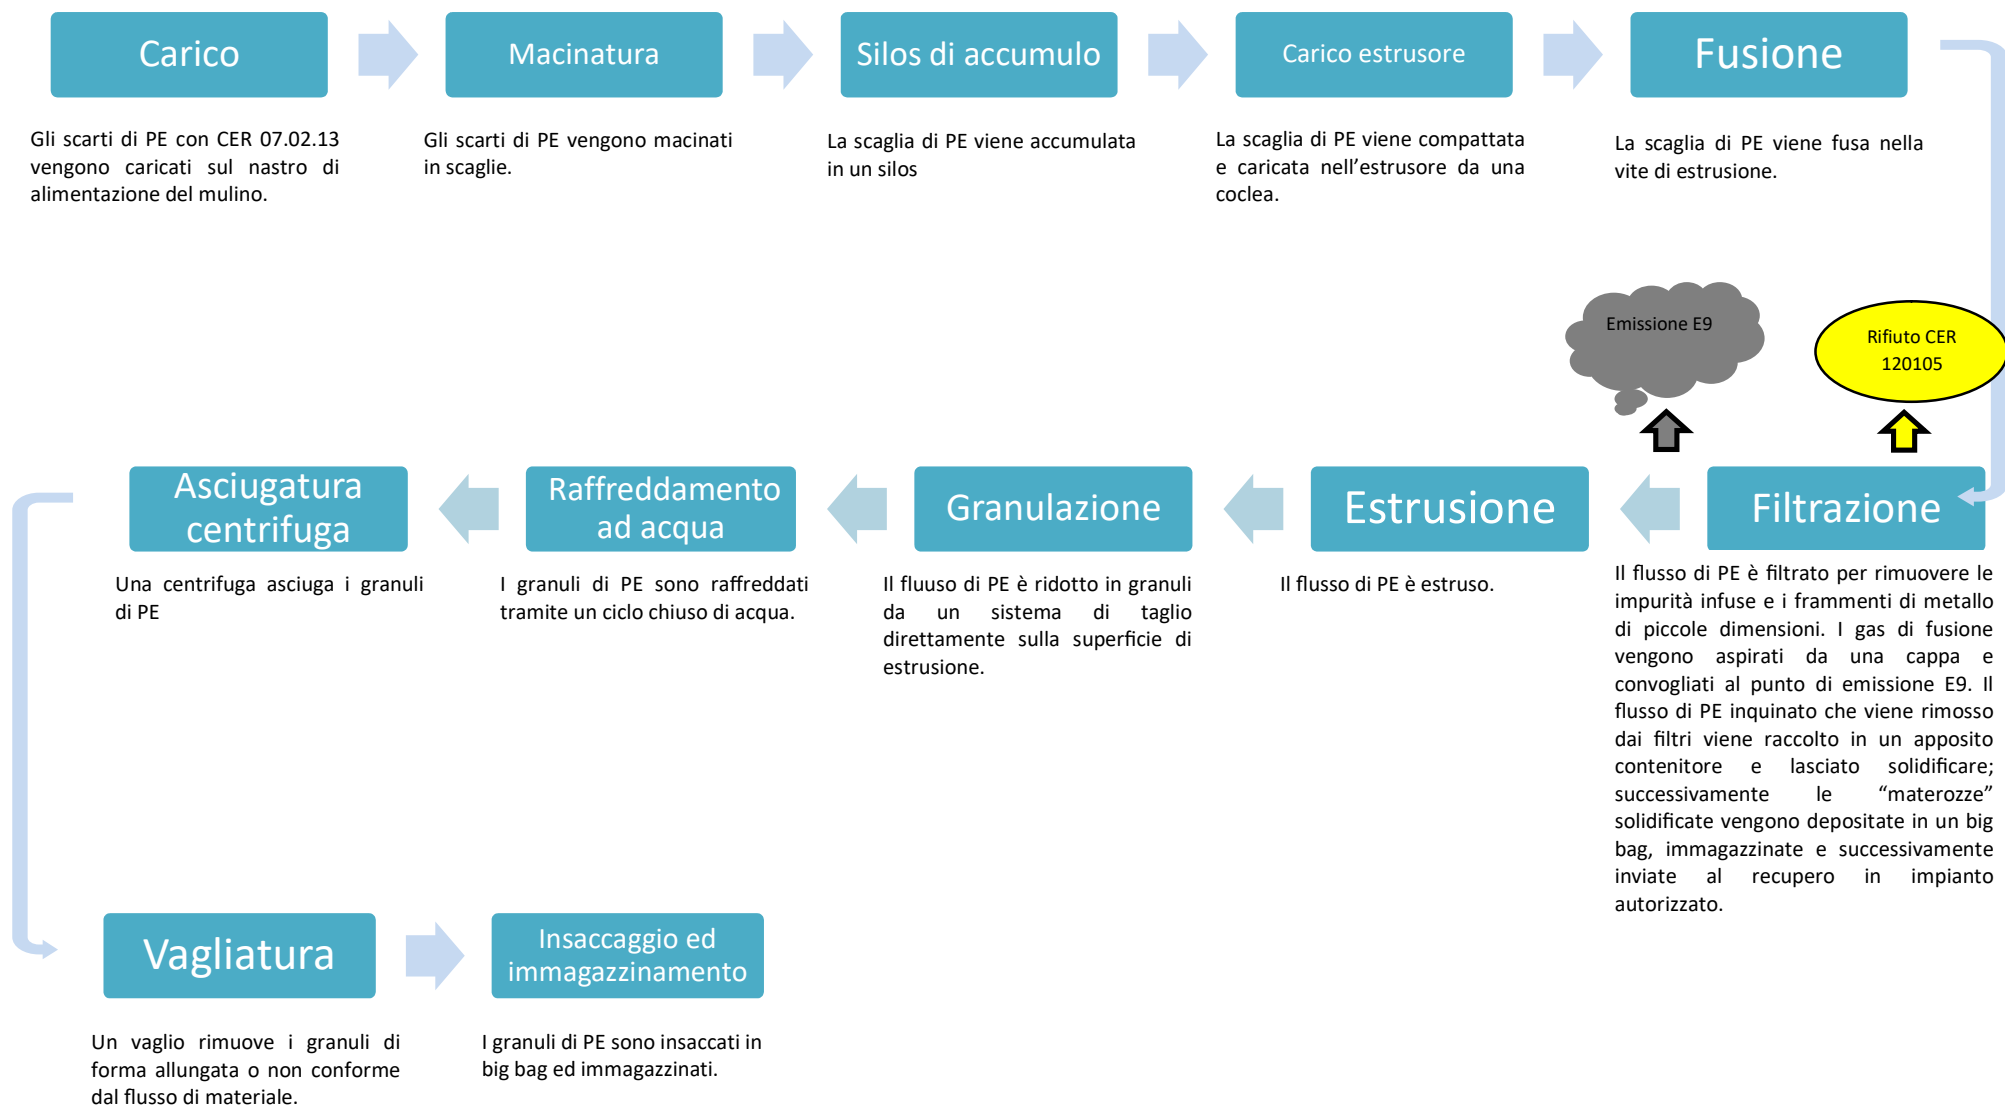 Carico
Gli scarti di PE con CER 07.02.13
vengono caricati sul nastro di
alimentazione del mulino.
Macinatura
Gli scarti di PE vengono macinati
in scaglie.
Silos di accumulo
La scaglia di PE viene accumulata
in un silos
Carico estrusore
La scaglia di PE viene compattata
e caricata nell’estrusore da una
coclea.
Fusione
La scaglia di PE viene fusa nella
vite di estrusione.
Emissione E9
Rifiuto CER
120105
Filtrazione
Il flusso di PE è filtrato per rimuovere le
impurità infuse e i frammenti di metallo
di piccole dimensioni. I gas di fusione
vengono aspirati da una cappa e
convogliati al punto di emissione E9. Il
flusso di PE inquinato che viene rimosso
dai filtri viene raccolto in un apposito
contenitore e lasciato solidificare;
successivamente le “materozze”
solidificate vengono depositate in un big
bag, immagazzinate e successivamente
inviate al recupero in impianto
autorizzato.
Estrusione
Il flusso di PE è estruso.
Granulazione
Il fluuso di PE è ridotto in granuli
da un sistema di taglio
direttamente sulla superficie di
estrusione.
Raffreddamento
ad acqua
I granuli di PE sono raffreddati
tramite un ciclo chiuso di acqua.
Asciugatura
centrifuga
Una centrifuga asciuga i granuli
di PE
Vagliatura
Un vaglio rimuove i granuli di
forma allungata o non conforme
dal flusso di materiale.
Insaccaggio ed
immagazzinamento
I granuli di PE sono insaccati in
big bag ed immagazzinati.